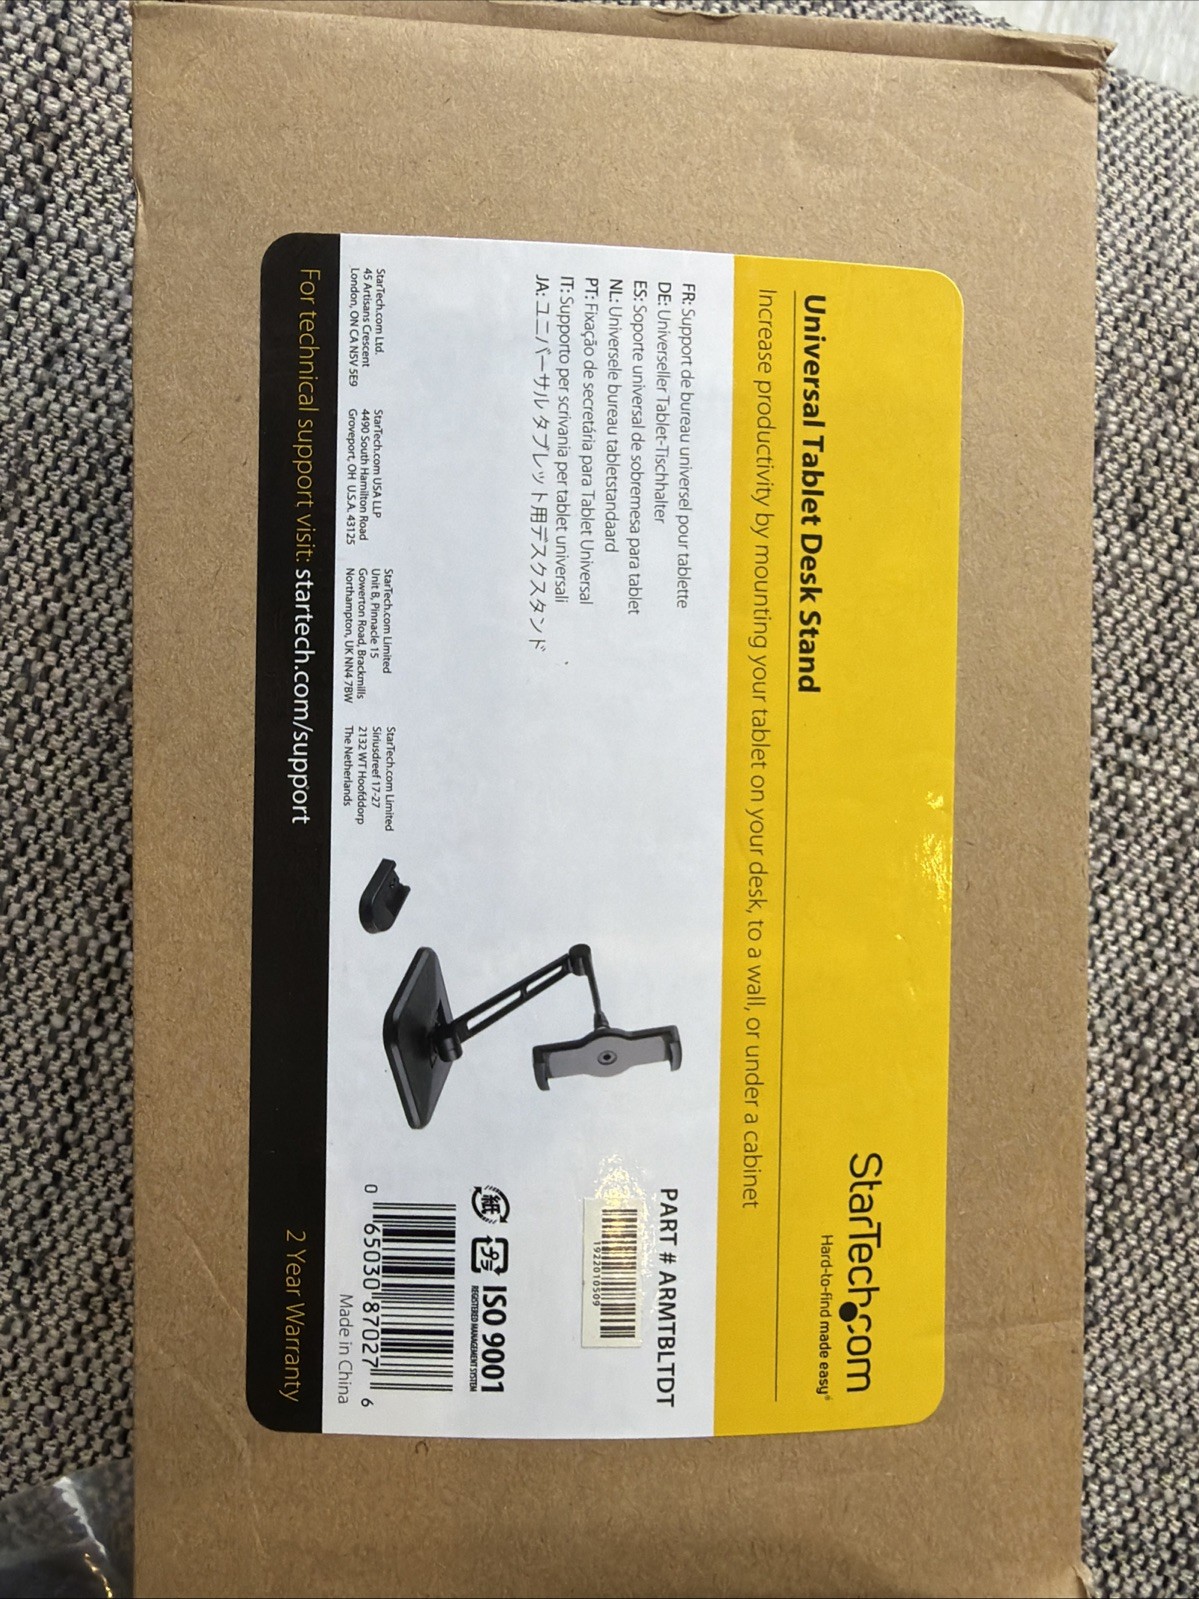 Universal Tablet Desk Stand
StarTech.com
Hard-to-find made easy®
Increase productivity by mounting your tablet on your desk, to a wall, or under a cabinet
FR: Support de bureau universel pour tablette
DE: Universeller Tablet-Tischhalter
ES: Soporte universal de sobremesa para tablet
NL: Universele bureau tabletstandaard
PT: Fixação de secretária para Tablet Universal
IT: Supporto per scrivania per tablet universali
JA: ユニバーサルタブレット用デスクスタンド
PART # ARMTBLTDT
1922010509
紙
プラ
ISO 9001
REGISTERED MANAGEMENT SYSTEM
0 65030 87027 6
Made in China
StarTech.com Ltd.
45 Artisans Crescent
London, ON CA N5V 5E9
StarTech.com USA LLP
4490 South Hamilton Road
Groveport, OH U.S.A. 43125
StarTech.com Limited
Unit B, Pinnacle 15
Gowerton Road, Brackmills
Northampton, UK NN4 7BW
StarTech.com Limited
Siriusdreef 17-27
2132 WT Hoofddorp
The Netherlands
For technical support visit: startech.com/support
2 Year Warranty